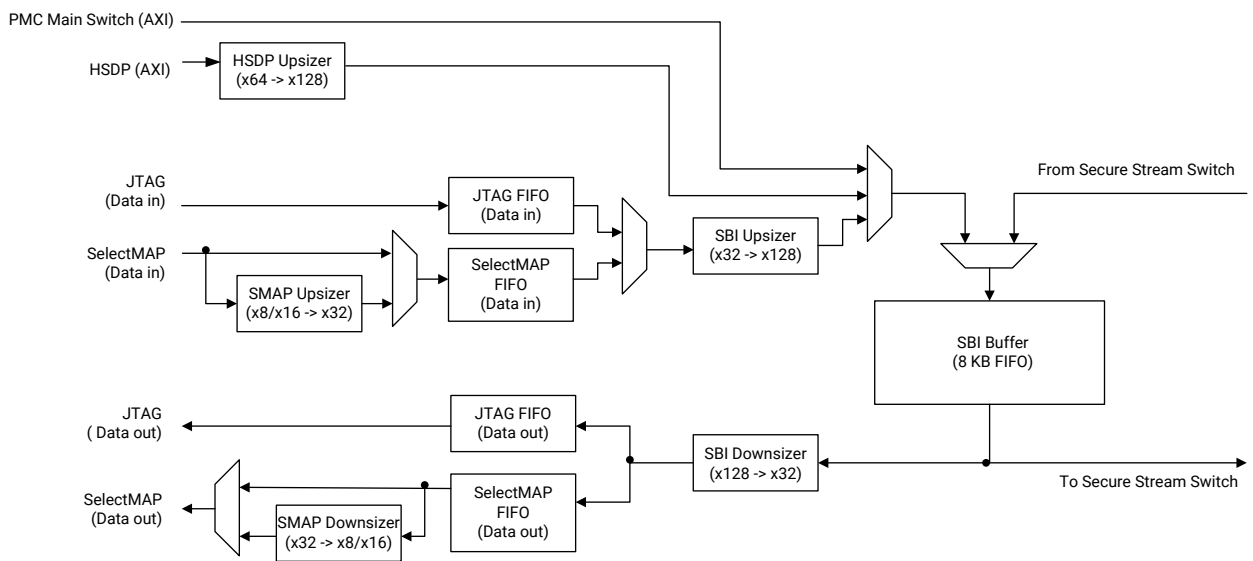 PMC Main Switch (AXI)
HSDP (AXI)
HSDP Upsizer
(x64 -> x128)
JTAG
(Data in)
JTAG FIFO
(Data in)
SelectMAP
(Data in)
SMAP Upsizer
(x8/x16 -> x32)
SelectMAP
FIFO
(Data in)
SBI Upsizer
(x32 -> x128)
From Secure Stream Switch
SBI Buffer
(8 KB FIFO)
JTAG
( Data out)
JTAG FIFO
(Data out)
SBI Downsizer
(x128 -> x32)
To Secure Stream Switch
SelectMAP
(Data out)
SMAP Downsizer
(x32 -> x8/x16)
SelectMAP
FIFO
(Data out)